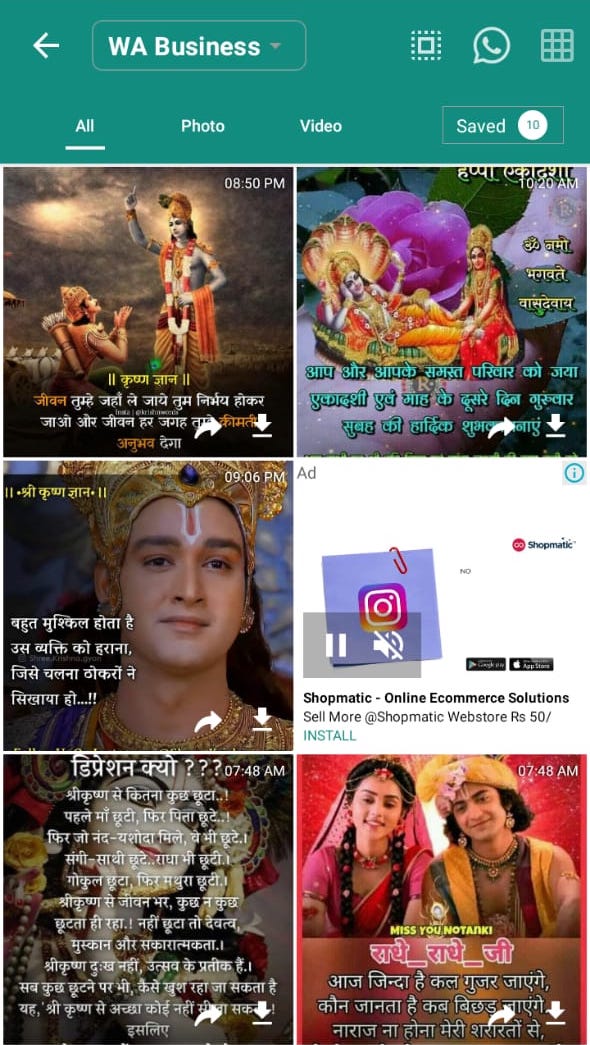 WA Business
All
Photo
Video
Saved 10
08:50 PM
|| कृष्ण ज्ञान ||
जीवन तुम्हे जहाँ ले जाये तुम निर्भय होकर
जाओ और जीवन हर जगह कीमती
अनुभव देगा
हैप्पी एकादशी
10:20 AM
ॐ नमो
भगवते
वासुदेवाय
आप और आपके समस्त परिवार को जया
एकादशी एवं माह के दूसरे दिन गुरूवार
सुबह की हार्दिक
09:06 PM
||•श्री कृष्ण ज्ञान•||
बहुत मुश्किल होता है
उस व्यक्ति को हराना,
जिसे चलना ठोकरों ने
सिखाया हो...!!
Ad
Shopmatic
NO
Google play
App Store
Shopmatic - Online Ecommerce Solutions
Sell More @Shopmatic Webstore Rs 50/
INSTALL
डिप्रेशन क्यो ???
07:48 AM
श्रीकृष्ण से कितना कुछ छूटा..!
पहले माँ छूटी, फिर पिता छूटे..!
फिर जो नंद-यशोदा मिले, वे भी छूटे.।
संगी-साथी छूटे..राधा भी छूटी.।
गोकुल छूटा, फिर मथुरा छूटी.।
श्रीकृष्ण से जीवन भर, कुछ न कुछ
छूटता ही रहा.! नहीं छूटा तो देवत्व,
मुस्कान और सकारात्मकता.।
श्रीकृष्ण दुःख नहीं, उत्सव के प्रतीक हैं.।
सब कुछ छूटने पर भी, कैसे खुश रहा जा सकता है
यह, श्री कृष्ण से अच्छा कोई नहीं
इसलिए
07:48 AM
MISS YOU NOTANKI
राधे_राधे_जी
आज जिन्दा है कल गुजर जाएंगे,
कौन जानता है कब बिछड़ जाएंगे.
नाराज ना होना मेरी शरारतों से,